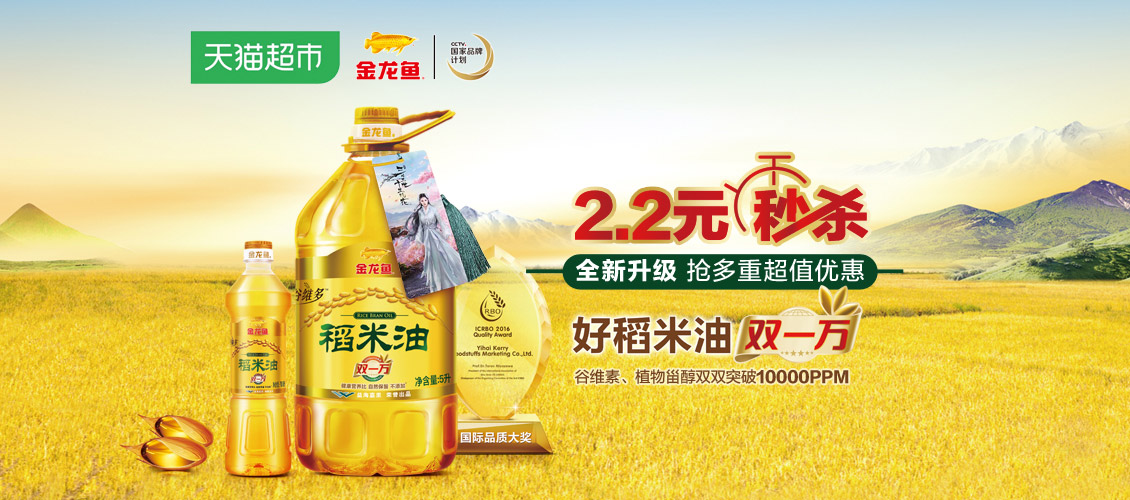 天猫超市
金龙鱼
CCTV
国家品牌
计划
2.2元秒杀
全新升级 抢多重超值优惠
好稻米油 双一万
谷维素、植物甾醇双双突破10000PPM
金龙鱼
金龙鱼
谷维多
RICE BRAN OIL
稻米油
双一万
净含量:5升
金龙鱼
稻米油
RBO
ICRBO 2016
Quality Award
Yihai Kerry
oodstuffs Marketing Co.,Ltd.
国际品质大奖